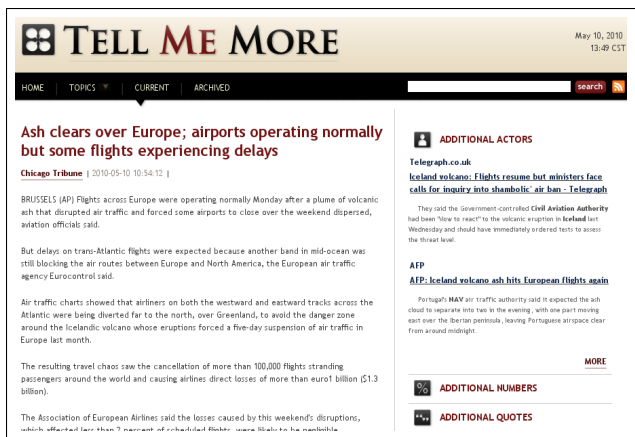 TELL ME MORE
May 10, 2010
13:49 CST
HOME
TOPICS
CURRENT
ARCHIVED
search
Ash clears over Europe; airports operating normally
but some flights experiencing delays
Chicago Tribune | 2010-05-10 10:54:12 |
BRUSSELS (AP) Flights across Europe were operating normally Monday after a plume of volcanic
ash that disrupted air traffic and forced some airports to close over the weekend dispersed,
aviation officials said.
But delays on trans-Atlantic flights were expected because another band in mid-ocean was
still blocking the air routes between Europe and North America, the European air traffic
agency Eurocontrol said.
Air traffic charts showed that airliners on both the westward and eastward tracks across the
Atlantic were being diverted far to the north, over Greenland, to avoid the danger zone
around the Icelandic volcano whose eruptions forced a five-day suspension of air traffic in
Europe last month.
The resulting travel chaos saw the cancellation of more than 100,000 flights stranding
passengers around the world and causing airlines direct losses of more than euro1 billion ($1.3
billion).
The Association of European Airlines said the losses caused by this weekend's disruptions,
which affected less than 2 percent of scheduled flights, were likely to be negligible.
ADDITIONAL ACTORS
Telegraph.co.uk
Iceland volcano: Flights resume but ministers face
calls for inquiry into shambolic' air ban - Telegraph
They said the Government-controlled Civil Aviation Authority
had been "slow to react" to the volcanic eruption in Iceland last
Wednesday and should have immediately ordered tests to assess
the threat level.
AFP
AFP: Iceland volcano ash hits European flights again
Portugal's NAV air traffic authority said it expected the ash
cloud to separate into two in the evening, with one part moving
east over the Iberian peninsula, leaving Portuguese airspace clear
from around midnight.
MORE
% ADDITIONAL NUMBERS
ADDITIONAL QUOTES